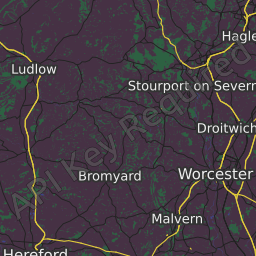 Hagle
Ludlow
Stourport on Severn
Droitwich
Bromyard
Worcester
Malvern
Hereford
API Key Required